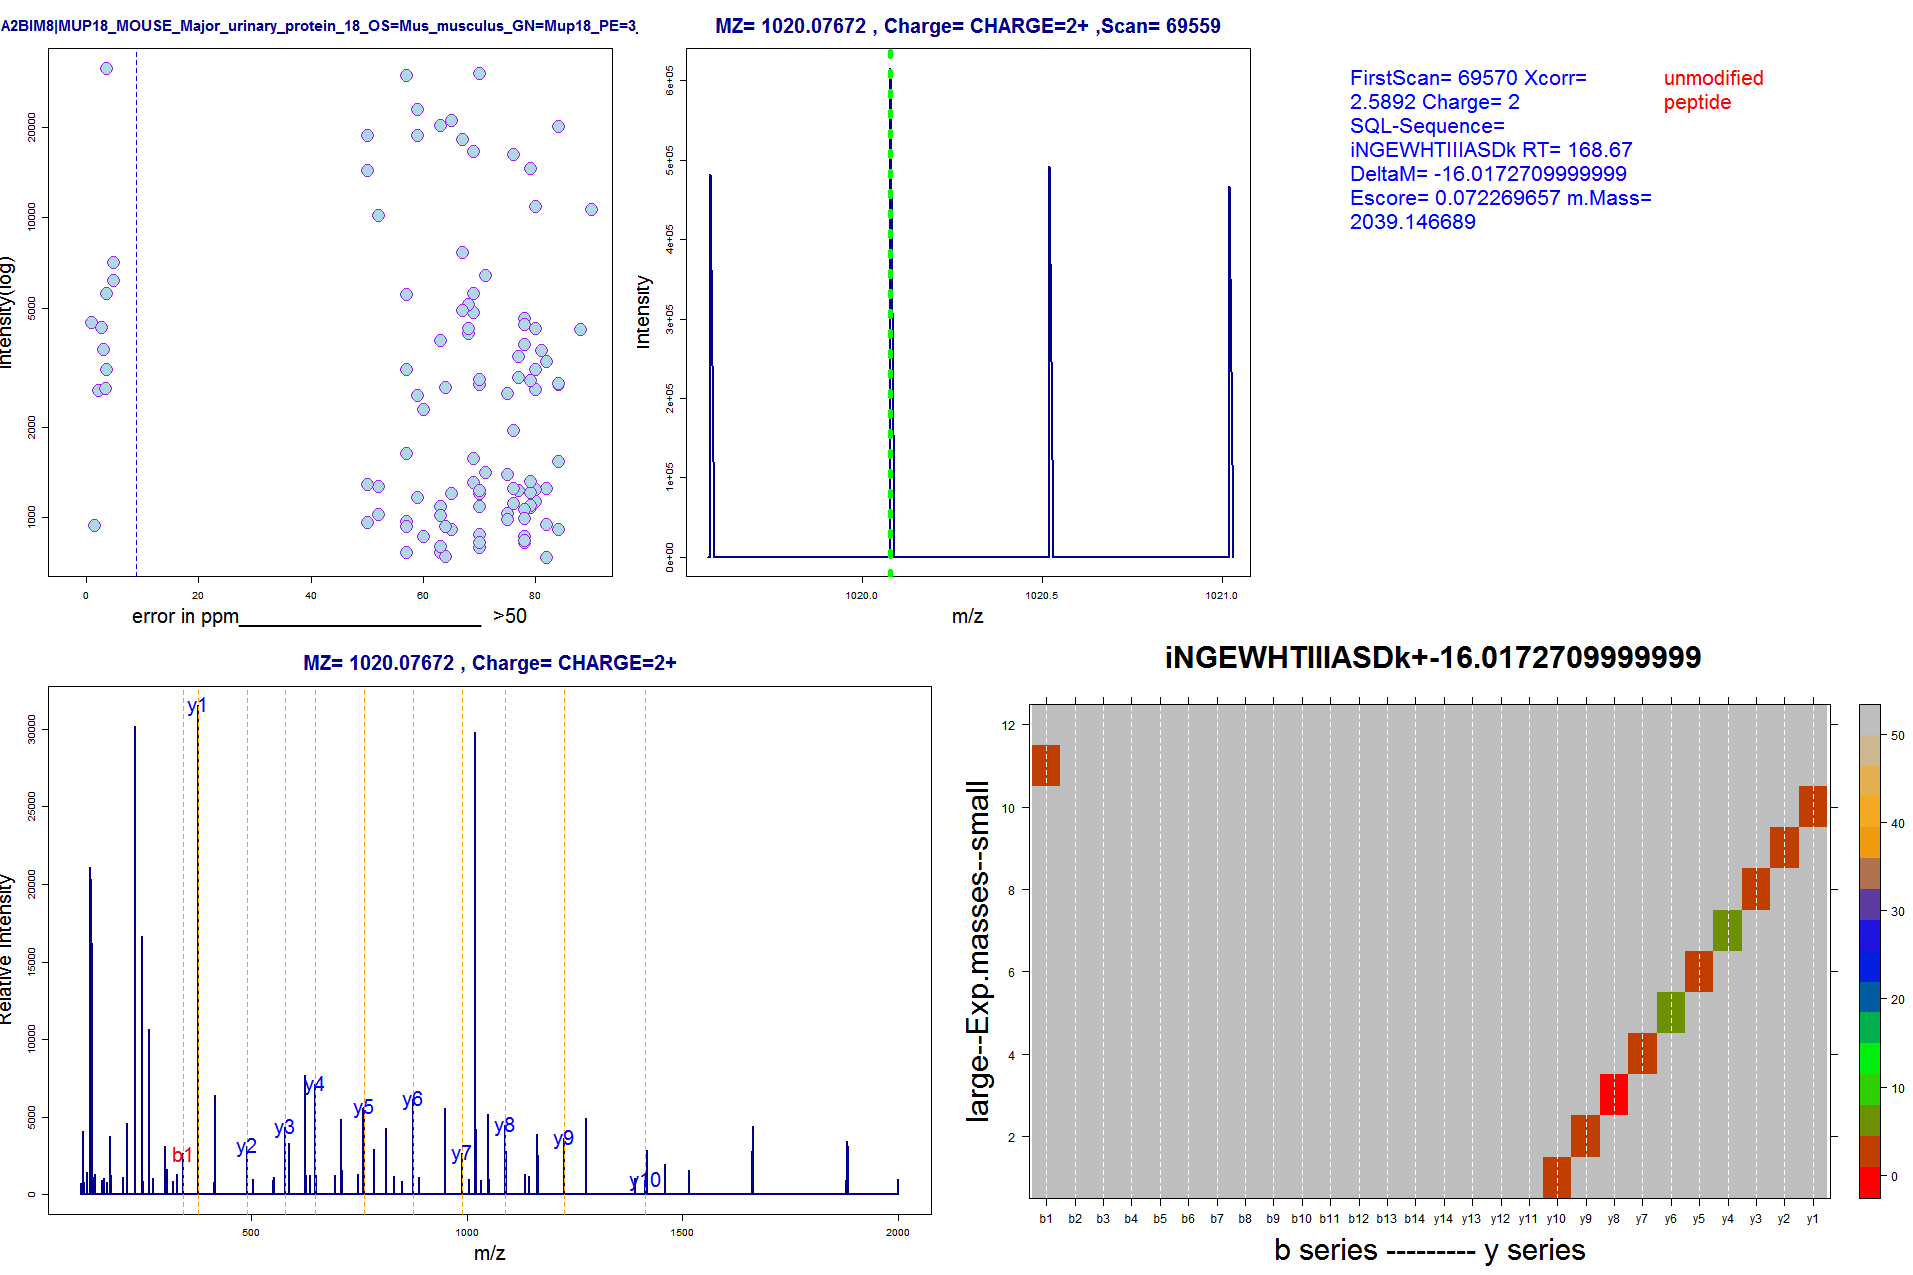 A2BIM8|MUP18_MOUSE_Major_urinary_protein_18_OS=Mus_musculus_GN=Mup18_PE=3_
Intensity(log)
20000
10000
5000
2000
1000
0 20 40 60 80
error in ppm______________________ >50
MZ= 1020.07672 , Charge= CHARGE=2+ ,Scan= 69559
Intensity
6e+05
5e+05
4e+05
3e+05
2e+05
1e+05
0e+00
1020.0 1020.5 1021.0
m/z
FirstScan= 69570 Xcorr=
2.5892 Charge= 2
SQL-Sequence=
iNGEWHTIIIASDk RT= 168.67
DeltaM= -16.0172709999999
Escore= 0.072269657 m.Mass=
2039.146689
unmodified
peptide
MZ= 1020.07672 , Charge= CHARGE=2+
Relative Intensity
30000
25000
20000
15000
10000
5000
0
y1
b1
y2
y3
y4
y5
y6
y7
y8
y9
y10
500 1000 1500 2000
m/z
iNGEWHTIIIASDk+-16.0172709999999
large--Exp.masses--small
12
10
8
6
4
2
b1 b2 b3 b4 b5 b6 b7 b8 b9 b10 b11 b12 b13 b14 y14 y13 y12 y11 y10 y9 y8 y7 y6 y5 y4 y3 y2 y1
b series --------- y series
50
40
30
20
10
0